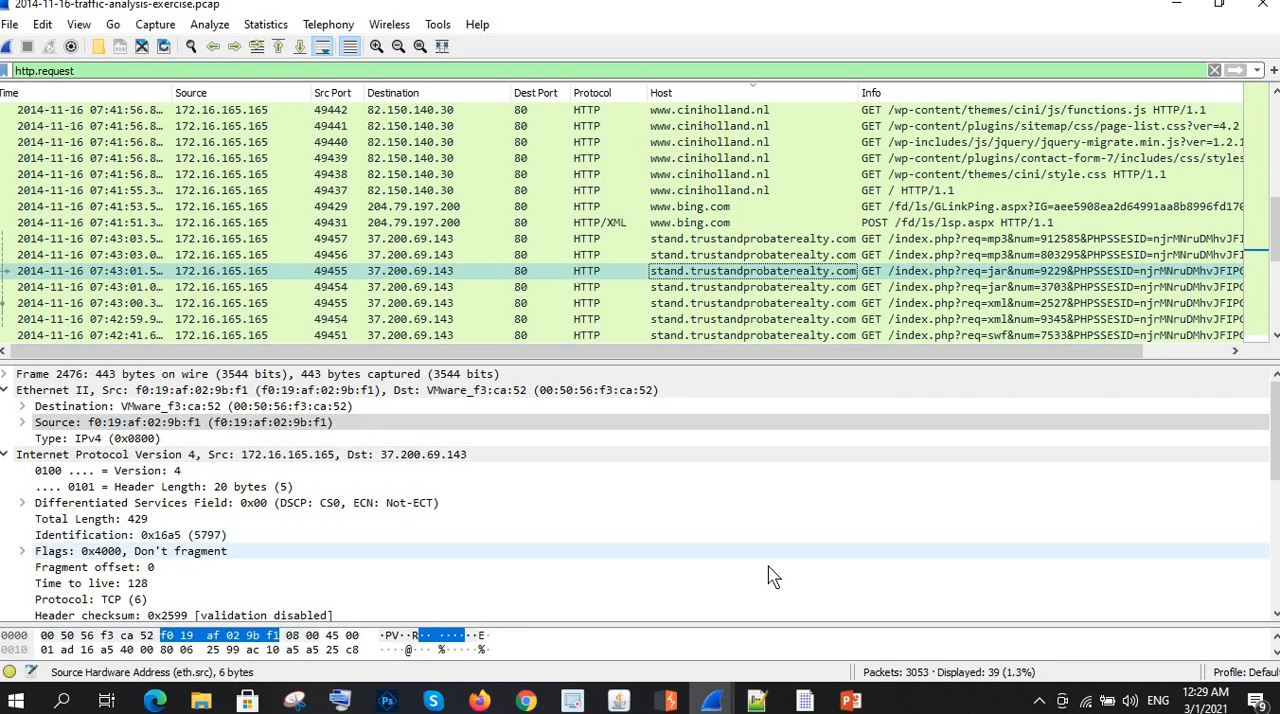 2014-11-16-traffic-analysis-exercise.pcap
File Edit View Go Capture Analyze Statistics Telephony Wireless Tools Help
http.request
Time Source Src Port Destination Dest Port Protocol Host Info
2014-11-16 07:41:56.8… 172.16.165.165 49442 82.150.140.30 80 HTTP www.ciniholland.nl GET /wp-content/themes/cini/js/functions.js HTTP/1.1
2014-11-16 07:41:56.8… 172.16.165.165 49441 82.150.140.30 80 HTTP www.ciniholland.nl GET /wp-content/plugins/sitemap/css/page-list.css?ver=4.2
2014-11-16 07:41:56.8… 172.16.165.165 49440 82.150.140.30 80 HTTP www.ciniholland.nl GET /wp-includes/js/jquery/jquery-migrate.min.js?ver=1.2.1
2014-11-16 07:41:56.8… 172.16.165.165 49439 82.150.140.30 80 HTTP www.ciniholland.nl GET /wp-content/plugins/contact-form-7/includes/css/styles
2014-11-16 07:41:56.8… 172.16.165.165 49438 82.150.140.30 80 HTTP www.ciniholland.nl GET /wp-content/themes/cini/style.css HTTP/1.1
2014-11-16 07:41:55.3… 172.16.165.165 49437 82.150.140.30 80 HTTP www.ciniholland.nl GET / HTTP/1.1
2014-11-16 07:41:53.5… 172.16.165.165 49429 204.79.197.200 80 HTTP www.bing.com GET /fd/ls/GLinkPing.aspx?IG=aee5908ea2d64991aa8b8996fd170
2014-11-16 07:41:51.3… 172.16.165.165 49431 204.79.197.200 80 HTTP/XML www.bing.com POST /fd/ls/lsp.aspx HTTP/1.1
2014-11-16 07:43:03.5… 172.16.165.165 49457 37.200.69.143 80 HTTP stand.trustandprobaterealty.com GET /index.php?req=mp3&num=912585&PHPSSESID=njrMNruDMhvJFI
2014-11-16 07:43:03.0… 172.16.165.165 49456 37.200.69.143 80 HTTP stand.trustandprobaterealty.com GET /index.php?req=mp3&num=803295&PHPSSESID=njrMNruDMhvJFI
2014-11-16 07:43:01.5… 172.16.165.165 49455 37.200.69.143 80 HTTP stand.trustandprobaterealty.com GET /index.php?req=jar&num=9229&PHPSSESID=njrMNruDMhvJFIPG
2014-11-16 07:43:01.0… 172.16.165.165 49454 37.200.69.143 80 HTTP stand.trustandprobaterealty.com GET /index.php?req=jar&num=3703&PHPSSESID=njrMNruDMhvJFIPG
2014-11-16 07:43:00.3… 172.16.165.165 49455 37.200.69.143 80 HTTP stand.trustandprobaterealty.com GET /index.php?req=xml&num=2527&PHPSSESID=njrMNruDMhvJFIPG
2014-11-16 07:42:59.9… 172.16.165.165 49454 37.200.69.143 80 HTTP stand.trustandprobaterealty.com GET /index.php?req=xml&num=9345&PHPSSESID=njrMNruDMhvJFIPG
2014-11-16 07:42:41.6… 172.16.165.165 49451 37.200.69.143 80 HTTP stand.trustandprobaterealty.com GET /index.php?req=swf&num=7533&PHPSSESID=njrMNruDMhvJFIPG
Frame 2476: 443 bytes on wire (3544 bits), 443 bytes captured (3544 bits)
Ethernet II, Src: f0:19:af:02:9b:f1 (f0:19:af:02:9b:f1), Dst: VMware_f3:ca:52 (00:50:56:f3:ca:52)
Destination: VMware_f3:ca:52 (00:50:56:f3:ca:52)
Source: f0:19:af:02:9b:f1 (f0:19:af:02:9b:f1)
Type: IPv4 (0x0800)
Internet Protocol Version 4, Src: 172.16.165.165, Dst: 37.200.69.143
0100 .... = Version: 4
.... 0101 = Header Length: 20 bytes (5)
Differentiated Services Field: 0x00 (DSCP: CS0, ECN: Not-ECT)
Total Length: 429
Identification: 0x16a5 (5797)
Flags: 0x4000, Don't fragment
Fragment offset: 0
Time to live: 128
Protocol: TCP (6)
Header checksum: 0x2599 [validation disabled]
0000 00 50 56 f3 ca 52 f0 19 af 02 9b f1 08 00 45 00 ·PV··R·· ······E·
0010 01 ad 16 a5 40 00 80 06 25 99 ac 10 a5 a5 25 c8 ····@··· %·····%·
Source Hardware Address (eth.src), 6 bytes Packets: 3053 · Displayed: 39 (1.3%) Profile: Defau
Ps S ENG 12:29 AM
3/1/2021 9